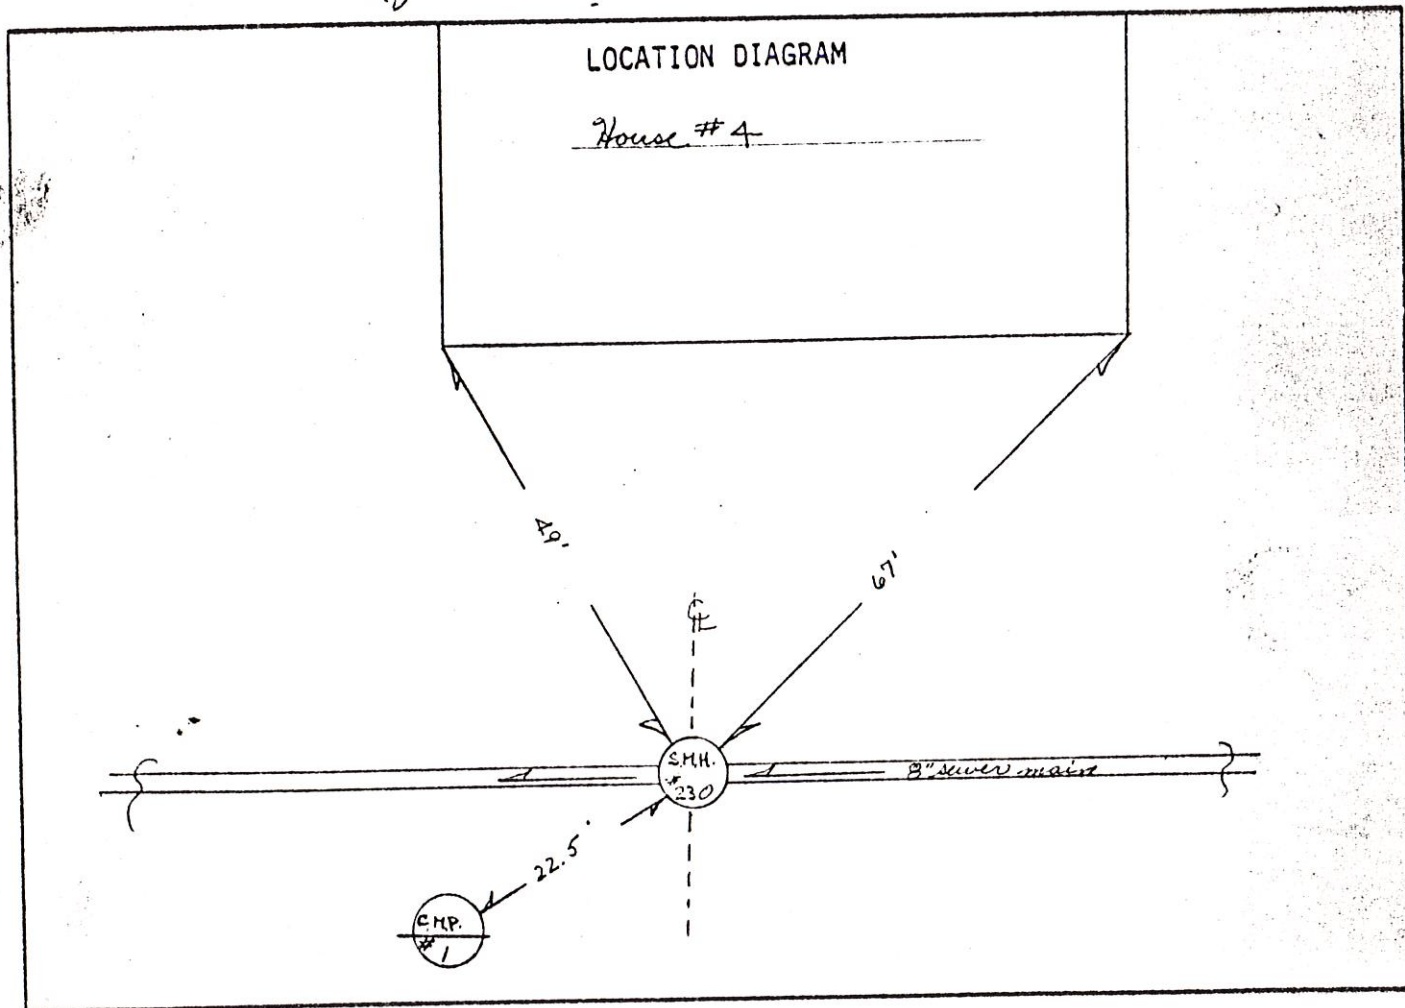 LOCATION DIAGRAM
House #4
49'
67'
℄
S.M.H.
#
230
8" sewer main
22.5'
C.M.P.
#
1